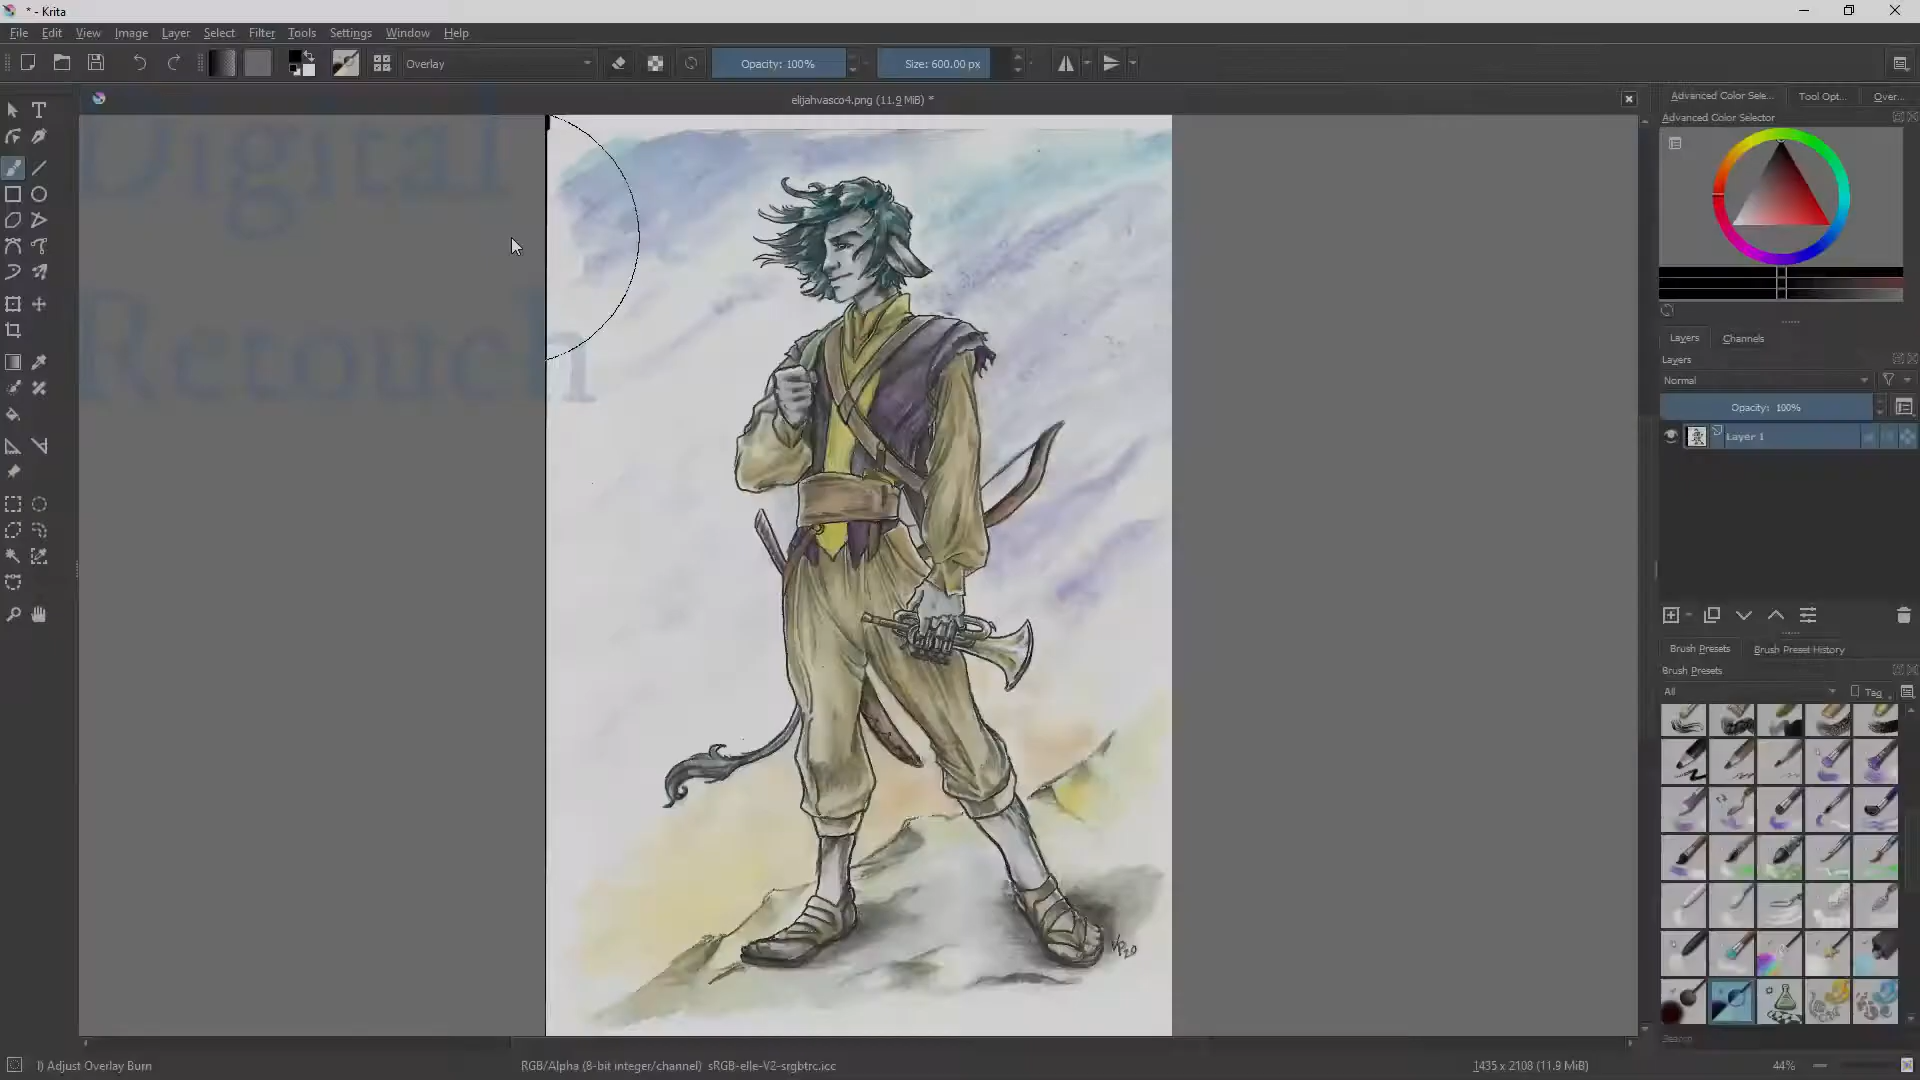 * - Krita
File Edit View Image Layer Select Filter Tools Settings Window Help
Overlay Opacity: 100% Size: 600.00 px
elijahvasco4.png (11.9 MiB) *
Advanced Color Sele... Tool Opt... Over...
Advanced Color Selector
Digital
Retouch
Layers Channels
Layers
Normal
Opacity: 100%
Layer 1
Brush Presets Brush Preset History
Brush Presets
All Tag
Search
20
I) Adjust Overlay Burn RGB/Alpha (8-bit integer/channel) sRGB-elle-V2-srgbtrc.icc 1435 x 2108 (11.9 MiB) 44%